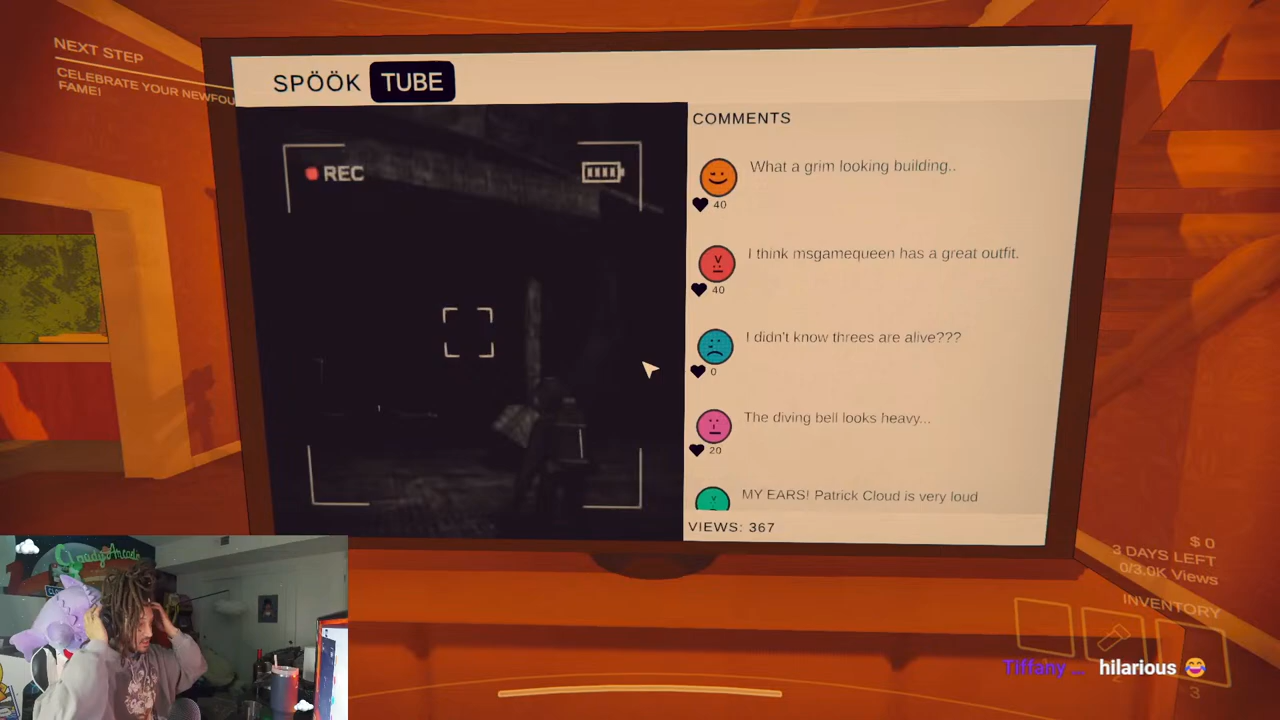 NEXT STEP
CELEBRATE YOUR NEWFOU
FAME!
SPÖÖK TUBE
REC
COMMENTS
What a grim looking building..
40
I think msgamequeen has a great outfit.
40
I didn't know threes are alive???
0
The diving bell looks heavy...
20
MY EARS! Patrick Cloud is very loud
VIEWS: 367
$ 0
3 DAYS LEFT
0/3.0K Views
INVENTORY
3
Tiffany ... hilarious 😂